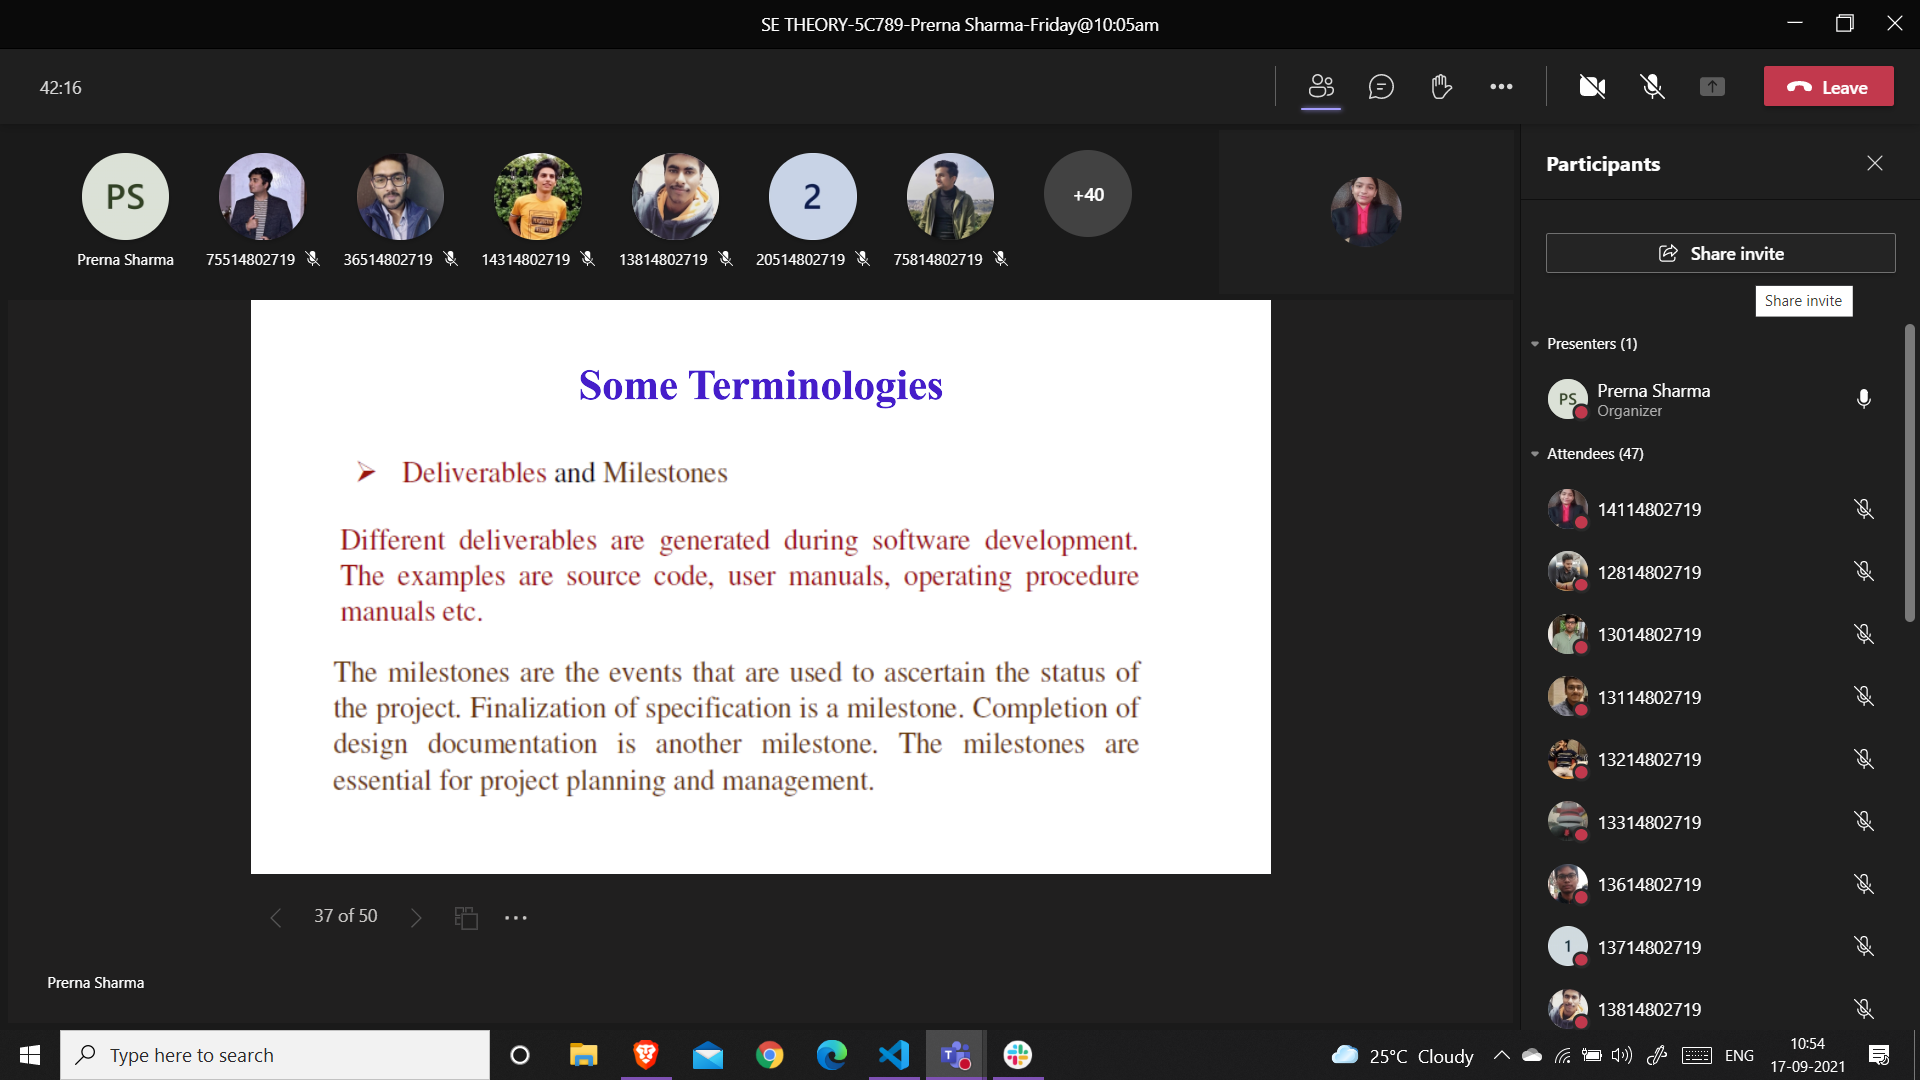 SE THEORY-5C789-Prerna Sharma-Friday@10:05am
42:16
Leave
PS
2
+40
Prerna Sharma
75514802719
36514802719
14314802719
13814802719
20514802719
75814802719
Some Terminologies
Deliverables and Milestones
Different deliverables are generated during software development.
The examples are source code, user manuals, operating procedure
manuals etc.
The milestones are the events that are used to ascertain the status of
the project. Finalization of specification is a milestone. Completion of
design documentation is another milestone. The milestones are
essential for project planning and management.
37 of 50
Prerna Sharma
Participants
Share invite
Share invite
Presenters (1)
PS
Prerna Sharma
Organizer
Attendees (47)
14114802719
12814802719
13014802719
13114802719
13214802719
13314802719
13614802719
1
13714802719
13814802719
Type here to search
25°C Cloudy
ENG
10:54
17-09-2021